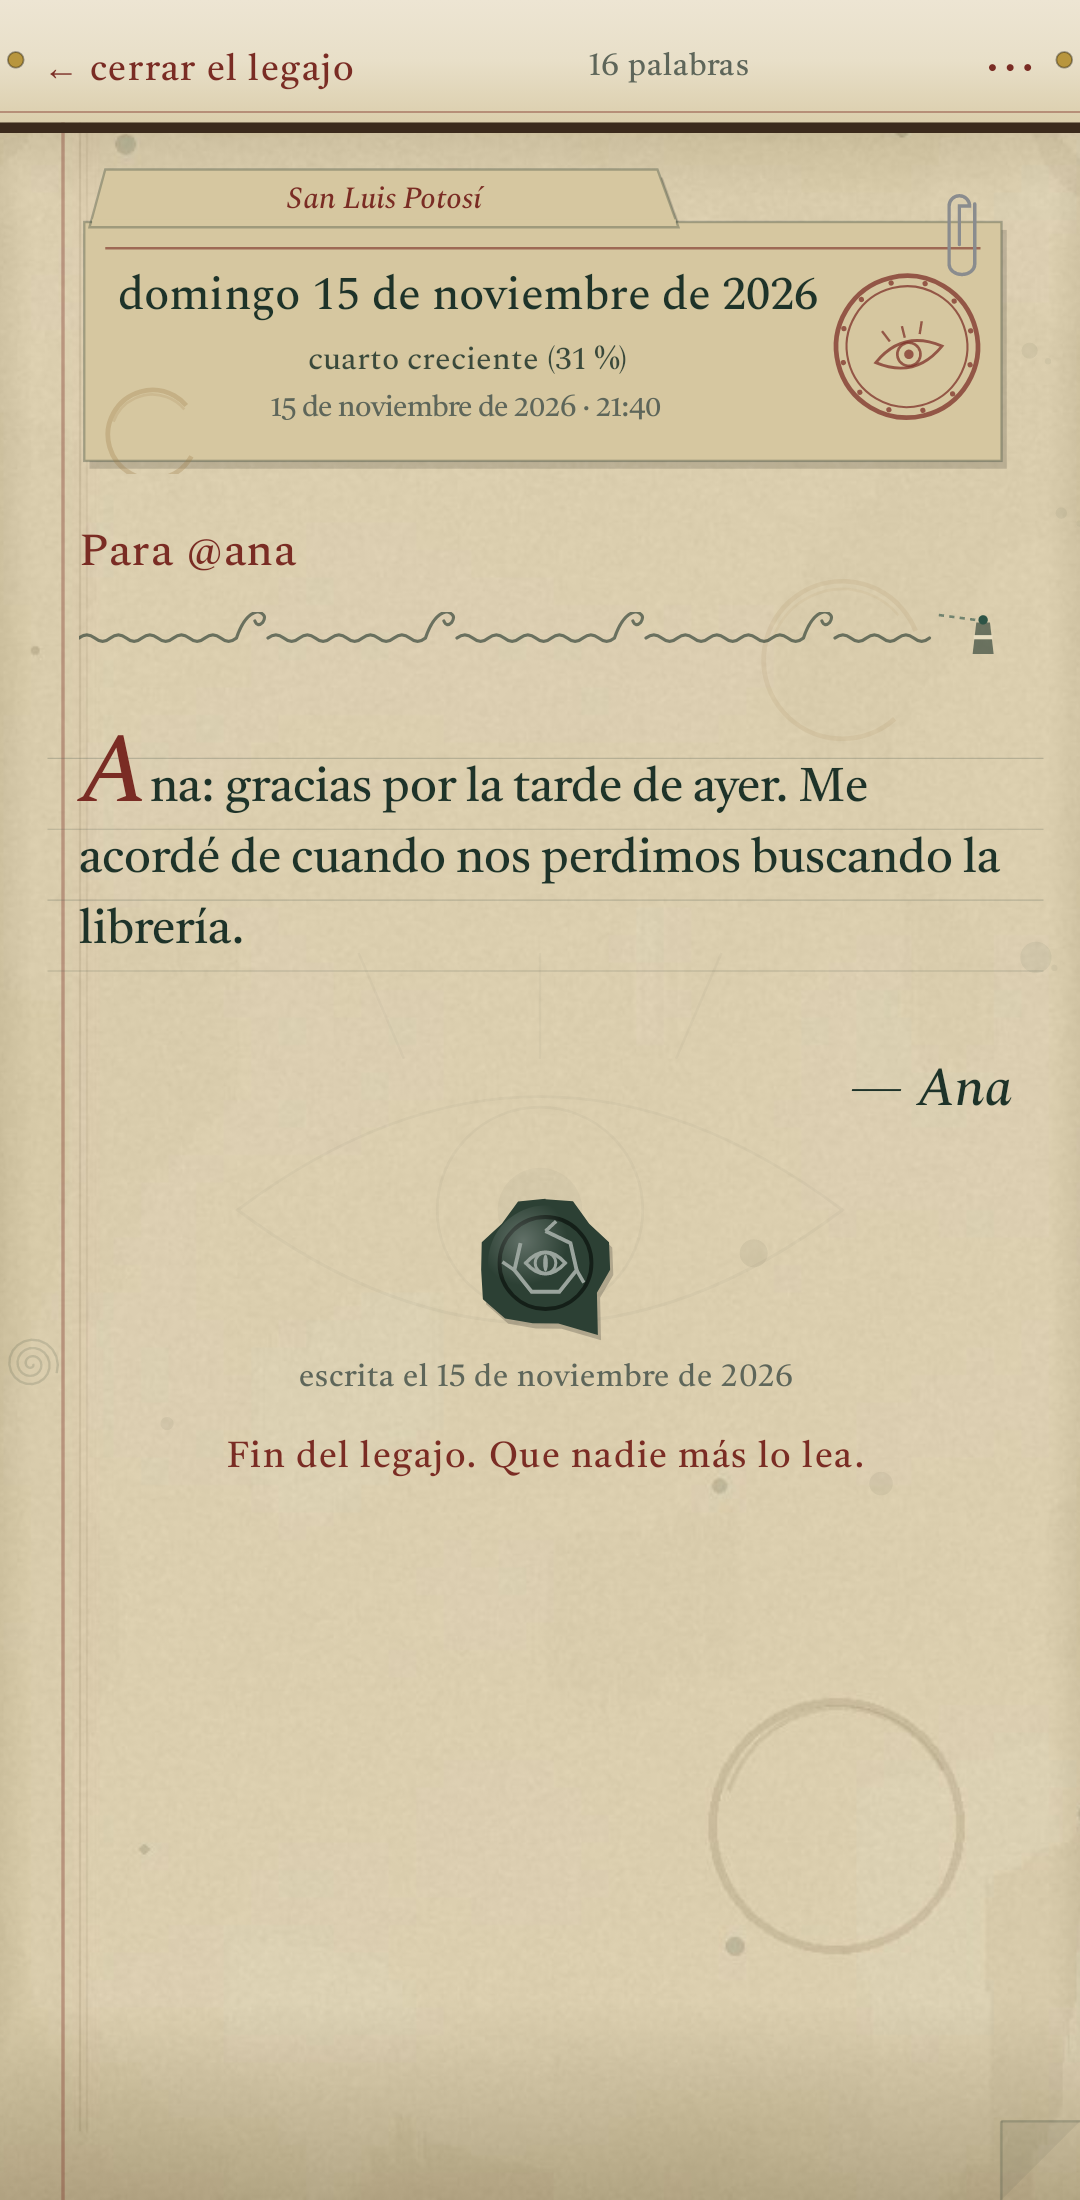 ← cerrar el legajo
16 palabras
...
San Luis Potosí
domingo 15 de noviembre de 2026
cuarto creciente (31 %)
15 de noviembre de 2026 · 21:40
Para @ana
Ana: gracias por la tarde de ayer. Me
acordé de cuando nos perdimos buscando la
librería.
— Ana
escrita el 15 de noviembre de 2026
Fin del legajo. Que nadie más lo lea.